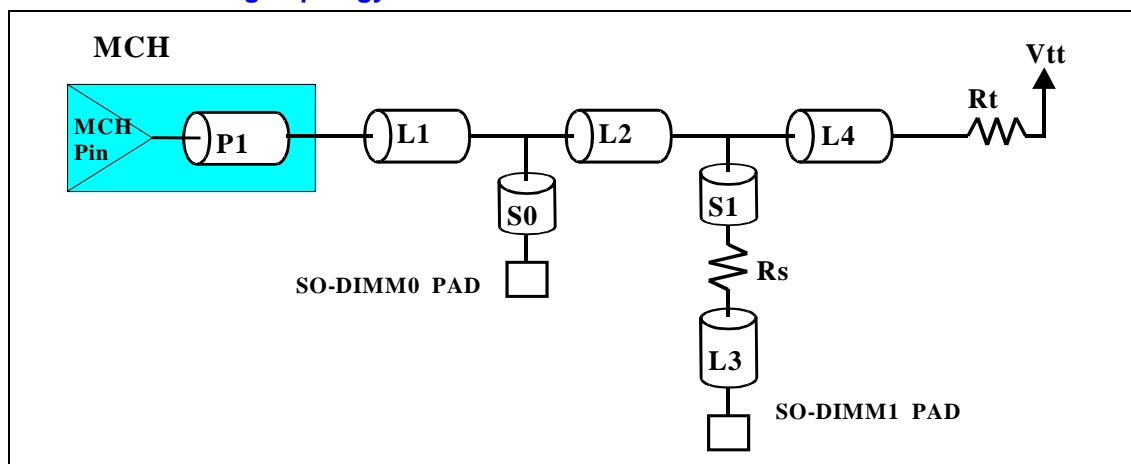 MCH
Vtt
Rt
MCH
Pin
P1
L1
L2
L4
S0
S1
Rs
SO-DIMM0 PAD
L3
SO-DIMM1 PAD